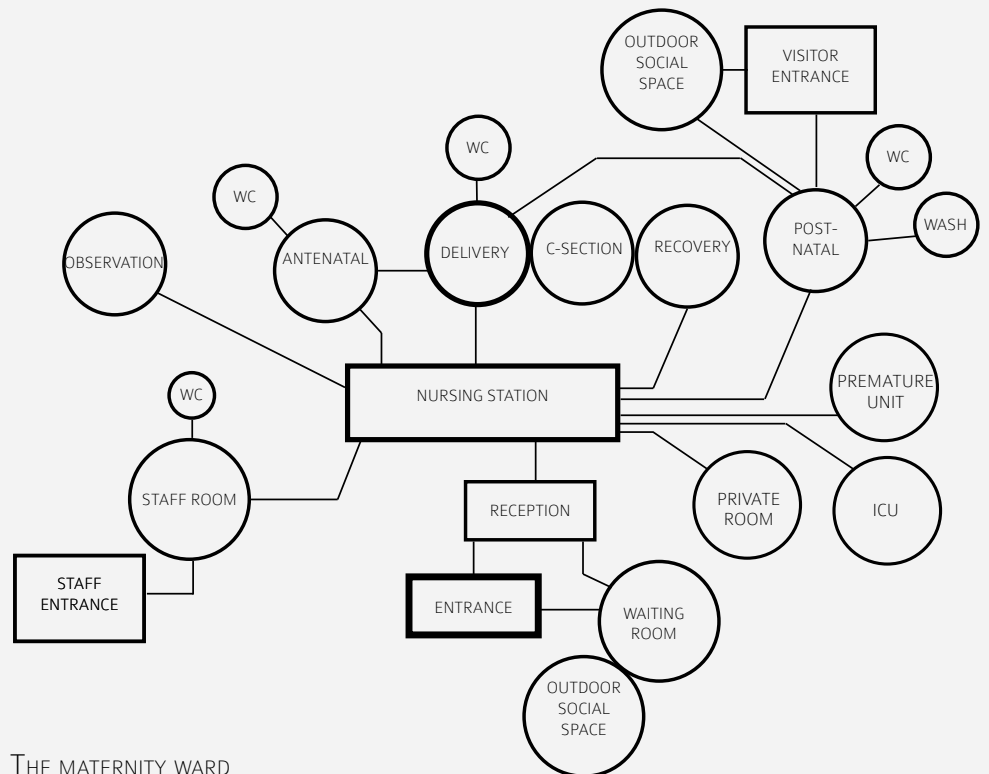 OUTDOOR
SOCIAL
SPACE
VISITOR
ENTRANCE
WC
WC
WC
WASH
OBSERVATION
ANTENATAL
DELIVERY
C-SECTION
RECOVERY
POST-
NATAL
NURSING STATION
PREMATURE
UNIT
WC
STAFF ROOM
RECEPTION
PRIVATE
ROOM
ICU
STAFF
ENTRANCE
ENTRANCE
WAITING
ROOM
OUTDOOR
SOCIAL
SPACE
THE MATERNITY WARD